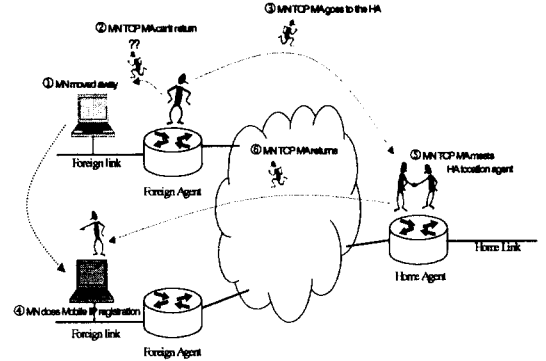 ③ MN TCP MA goes to the HA
② MN TCP MA can't return
??
① MN moved away
Foreign link
Foreign Agent
⑥ MN TCP MA returns
⑤ MN TCP MA meets
HA location agent
Home Link
Home Agent
④ MN does Mobile IP registration
Foreign link
Foreign Agent